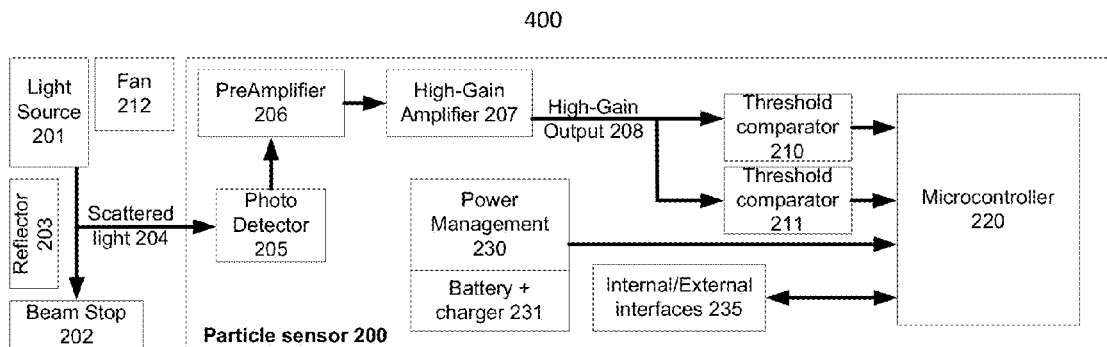 400
Light
Source
201
Fan
212
PreAmplifier
206
High-Gain
Amplifier 207
High-Gain
Output 208
Threshold
comparator
210
Threshold
comparator
211
Microcontroller
220
Reflector
203
Scattered
light 204
Photo
Detector
205
Power
Management
230
Battery +
charger 231
Internal/External
interfaces 235
Beam Stop
202
Particle sensor 200